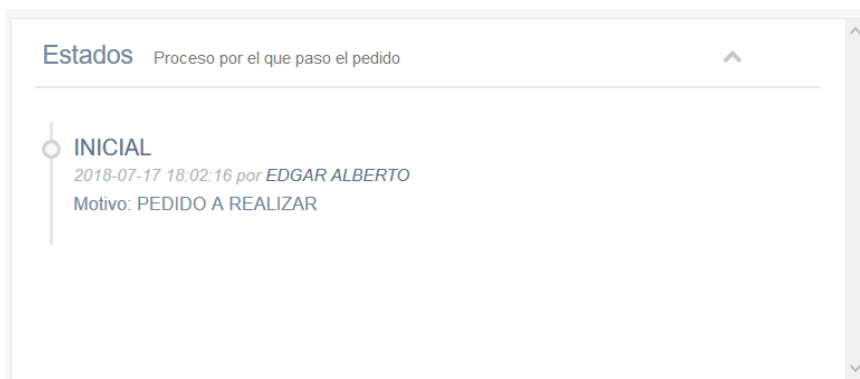 Estados Proceso por el que paso el pedido
INICIAL
2018-07-17 18:02:16 por EDGAR ALBERTO
Motivo: PEDIDO A REALIZAR